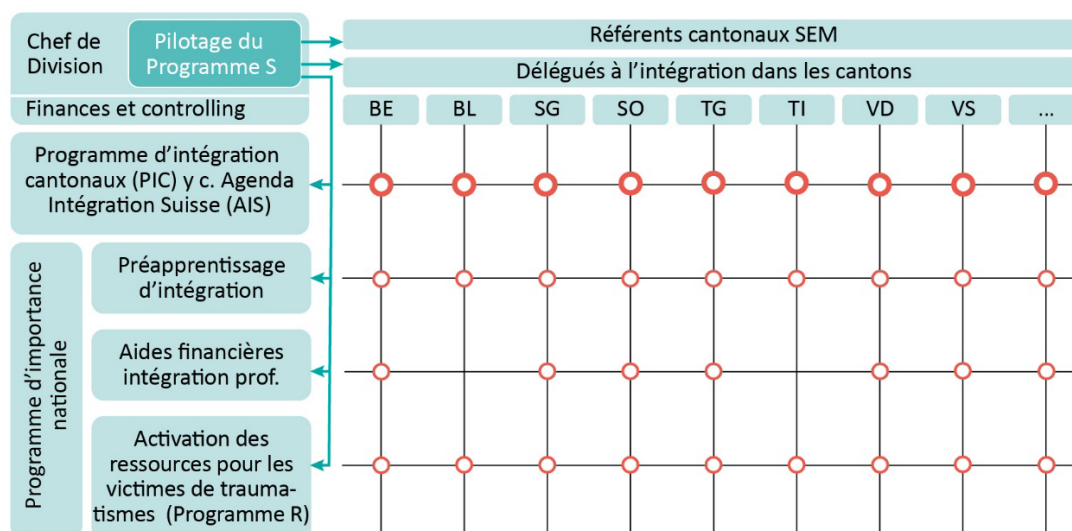 Chef de
Division
Pilotage du
Programme S
Finances et controlling
Référents cantonaux SEM
Délégués à l'intégration dans les cantons
BE BL SG SO TG TI VD VS ...
Programme d'intégration
cantonaux (PIC) y c. Agenda
Intégration Suisse (AIS)
Programme d'importance
nationale
Préapprentissage
d'intégration
Aides financières
intégration prof.
Activation des
ressources pour les
victimes de trauma-
tismes (Programme R)